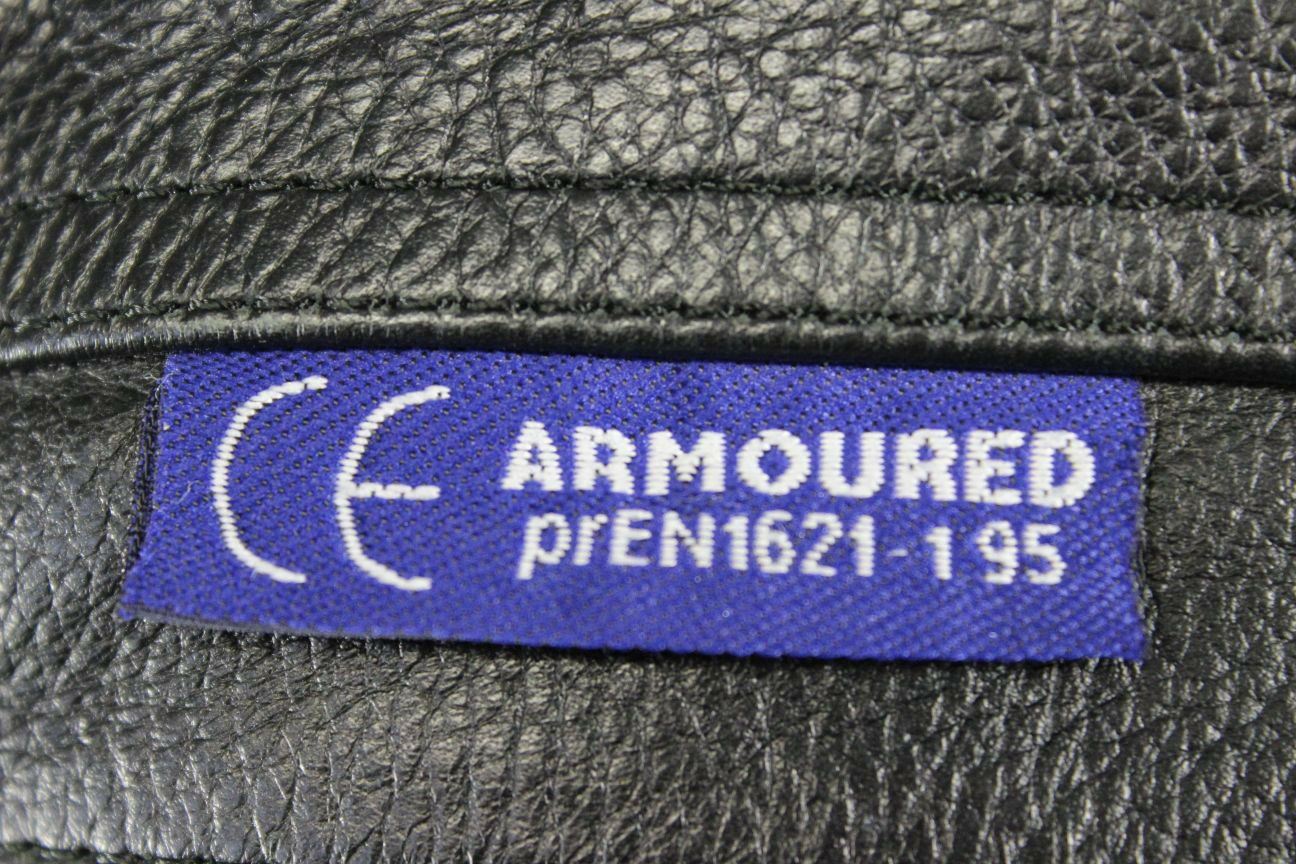 CE ARMOURED
prEN1621-1 95